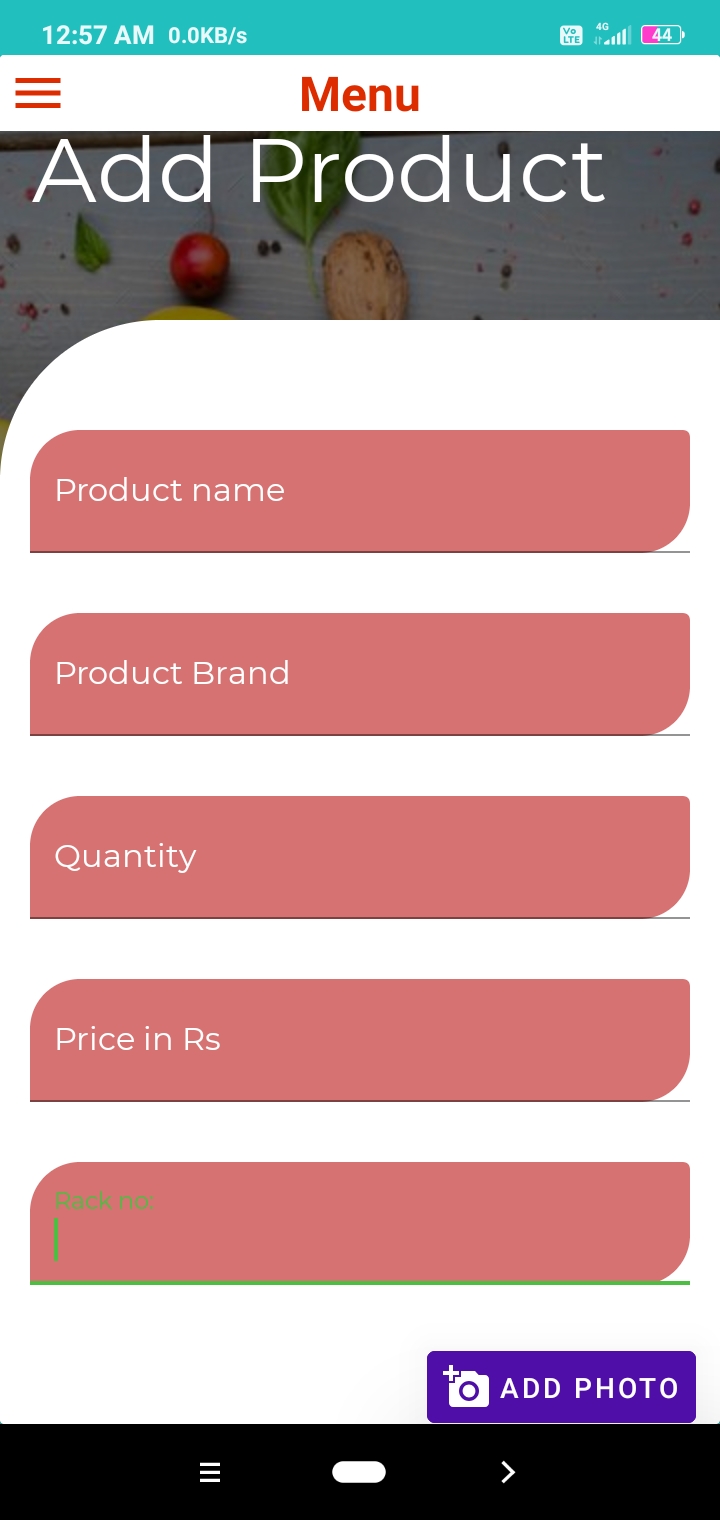 12:57 AM 0.0KB/s Vo LTE 4G 44
Menu
Add Product
Product name
Product Brand
Quantity
Price in Rs
Rack no:
ADD PHOTO